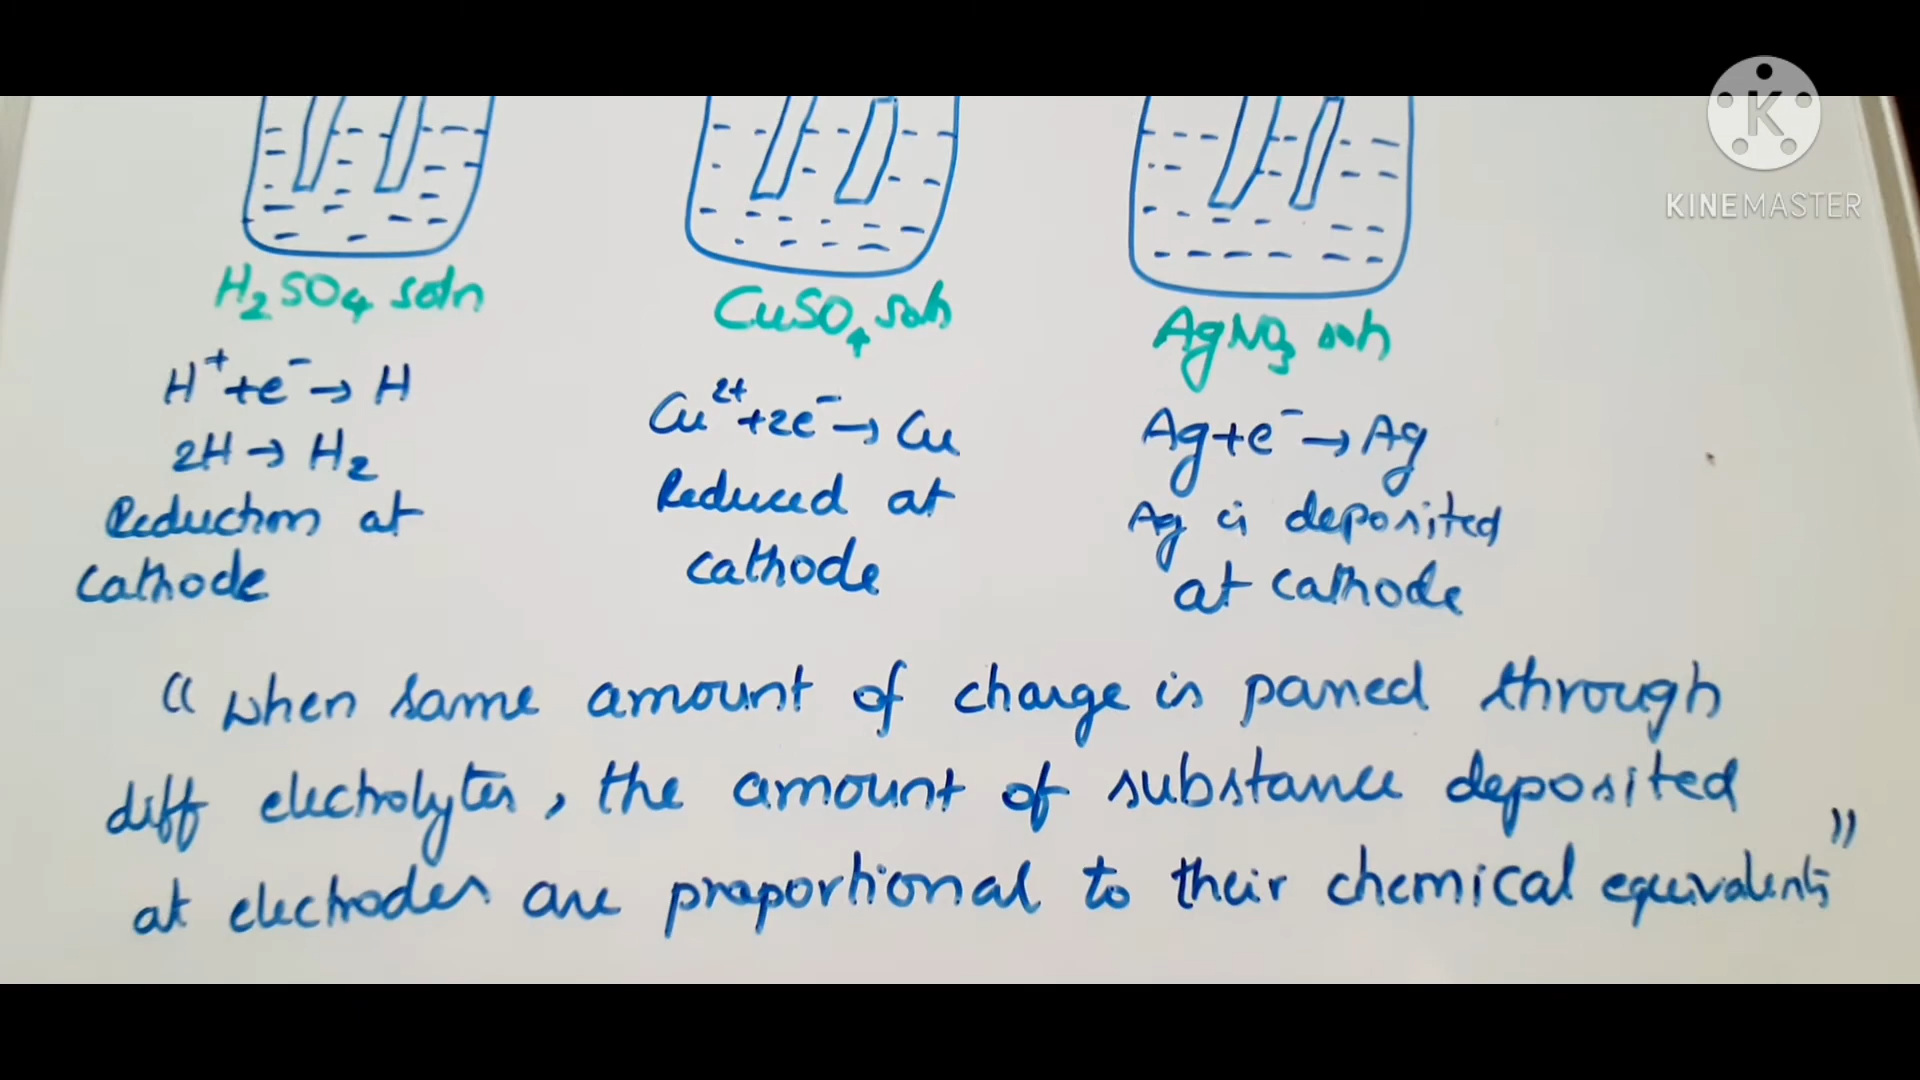 K
KINEMASTER
H₂SO₄ soln
CuSO₄ soln
AgNO₃ soln
H⁺+e⁻→H
2H→H₂
Reduction at
cathode
Cu²⁺+2e⁻→Cu
Reduced at
cathode
Ag+e⁻→Ag
Ag is deposited
at cathode
"When same amount of charge is passed through
diff electrolytes, the amount of substance deposited
at electrodes are proportional to their chemical equivalents"